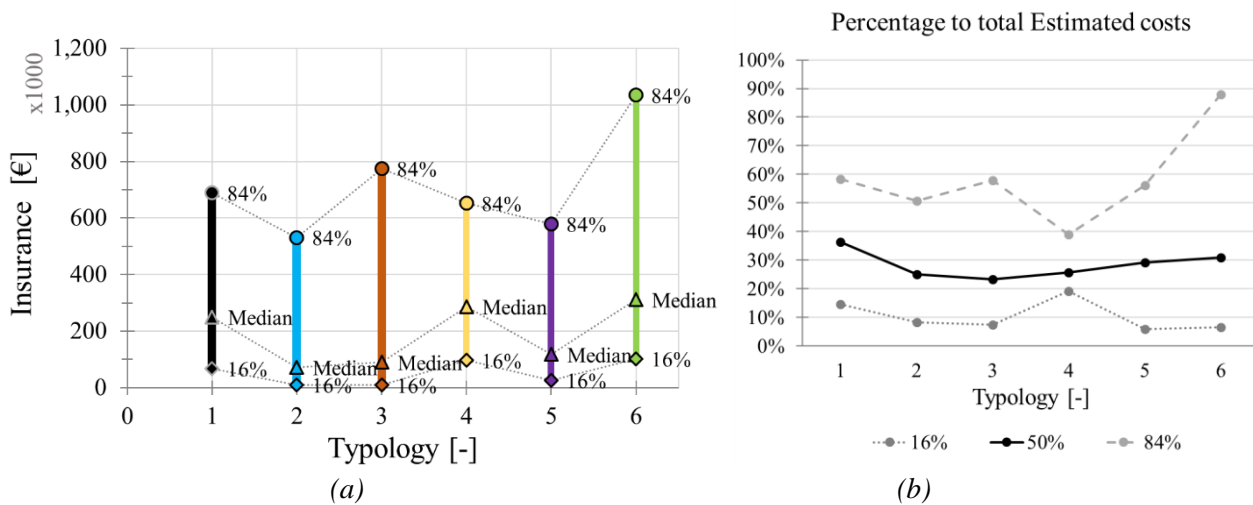 1,200
1,000
800
600
400
200
0
x1000
Insurance [€]
84%
84%
84%
84%
84%
84%
Median
Median
Median
Median
Median
Median
16%
16%
16%
16%
16%
16%
0 1 2 3 4 5 6
Typology [-]
(a)
Percentage to total Estimated costs
100%
90%
80%
70%
60%
50%
40%
30%
20%
10%
0%
1 2 3 4 5 6
Typology [-]
16% 50% 84%
(b)